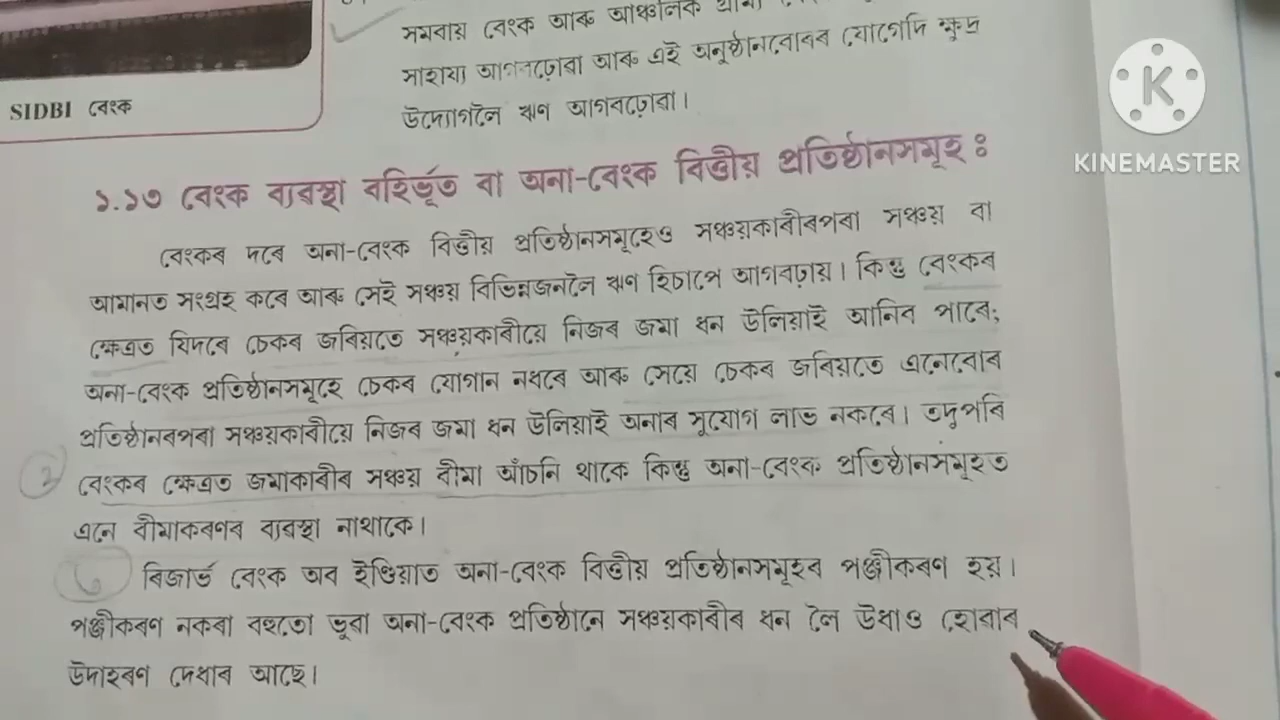 সমবায় বেংক আৰু আঞ্চলিক গ্ৰাম্য
সাহায্য আগবঢ়োৱা আৰু এই অনুষ্ঠানবোৰৰ যোগেদি ক্ষুদ্ৰ
উদ্যোগলৈ ঋণ আগবঢ়োৱা।
SIDBI বেংক
KINEMASTER
১.১৩ বেংক ব্যৱস্থা বহিৰ্ভূত বা অনা-বেংক বিত্তীয় প্ৰতিষ্ঠানসমূহ ঃ
বেংকৰ দৰে অনা-বেংক বিত্তীয় প্ৰতিষ্ঠানসমূহেও সঞ্চয়কাৰীৰপৰা সঞ্চয় বা
আমানত সংগ্ৰহ কৰে আৰু সেই সঞ্চয় বিভিন্নজনলৈ ঋণ হিচাপে আগবঢ়ায়। কিন্তু বেংকৰ
ক্ষেত্ৰত যিদৰে চেকৰ জৰিয়তে সঞ্চয়কাৰীয়ে নিজৰ জমা ধন উলিয়াই আনিব পাৰে;
অনা-বেংক প্ৰতিষ্ঠানসমূহে চেকৰ যোগান নধৰে আৰু সেয়ে চেকৰ জৰিয়তে এনেবোৰ
প্ৰতিষ্ঠানৰপৰা সঞ্চয়কাৰীয়ে নিজৰ জমা ধন উলিয়াই অনাৰ সুযোগ লাভ নকৰে। তদুপৰি
বেংকৰ ক্ষেত্ৰত জমাকাৰীৰ সঞ্চয় বীমা আঁচনি থাকে কিন্তু অনা-বেংক প্ৰতিষ্ঠানসমূহত
এনে বীমাকৰণৰ ব্যৱস্থা নাথাকে।
ৰিজাৰ্ভ বেংক অব ইণ্ডিয়াত অনা-বেংক বিত্তীয় প্ৰতিষ্ঠানসমূহৰ পঞ্জীকৰণ হয়।
পঞ্জীকৰণ নকৰা বহুতো ভুৱা অনা-বেংক প্ৰতিষ্ঠানে সঞ্চয়কাৰীৰ ধন লৈ উধাও হোৱাৰ
উদাহৰণ দেধাৰ আছে।